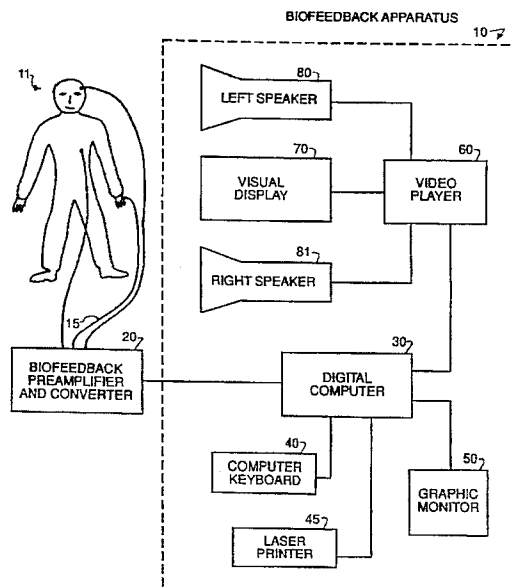 BIOFEEDBACK APPARATUS
10
11
80
LEFT SPEAKER
70
VISUAL
DISPLAY
60
VIDEO
PLAYER
81
RIGHT SPEAKER
15
20
BIOFEEDBACK
PREAMPLIFIER
AND CONVERTER
30
DIGITAL
COMPUTER
40
COMPUTER
KEYBOARD
50
GRAPHIC
MONITOR
45
LASER
PRINTER